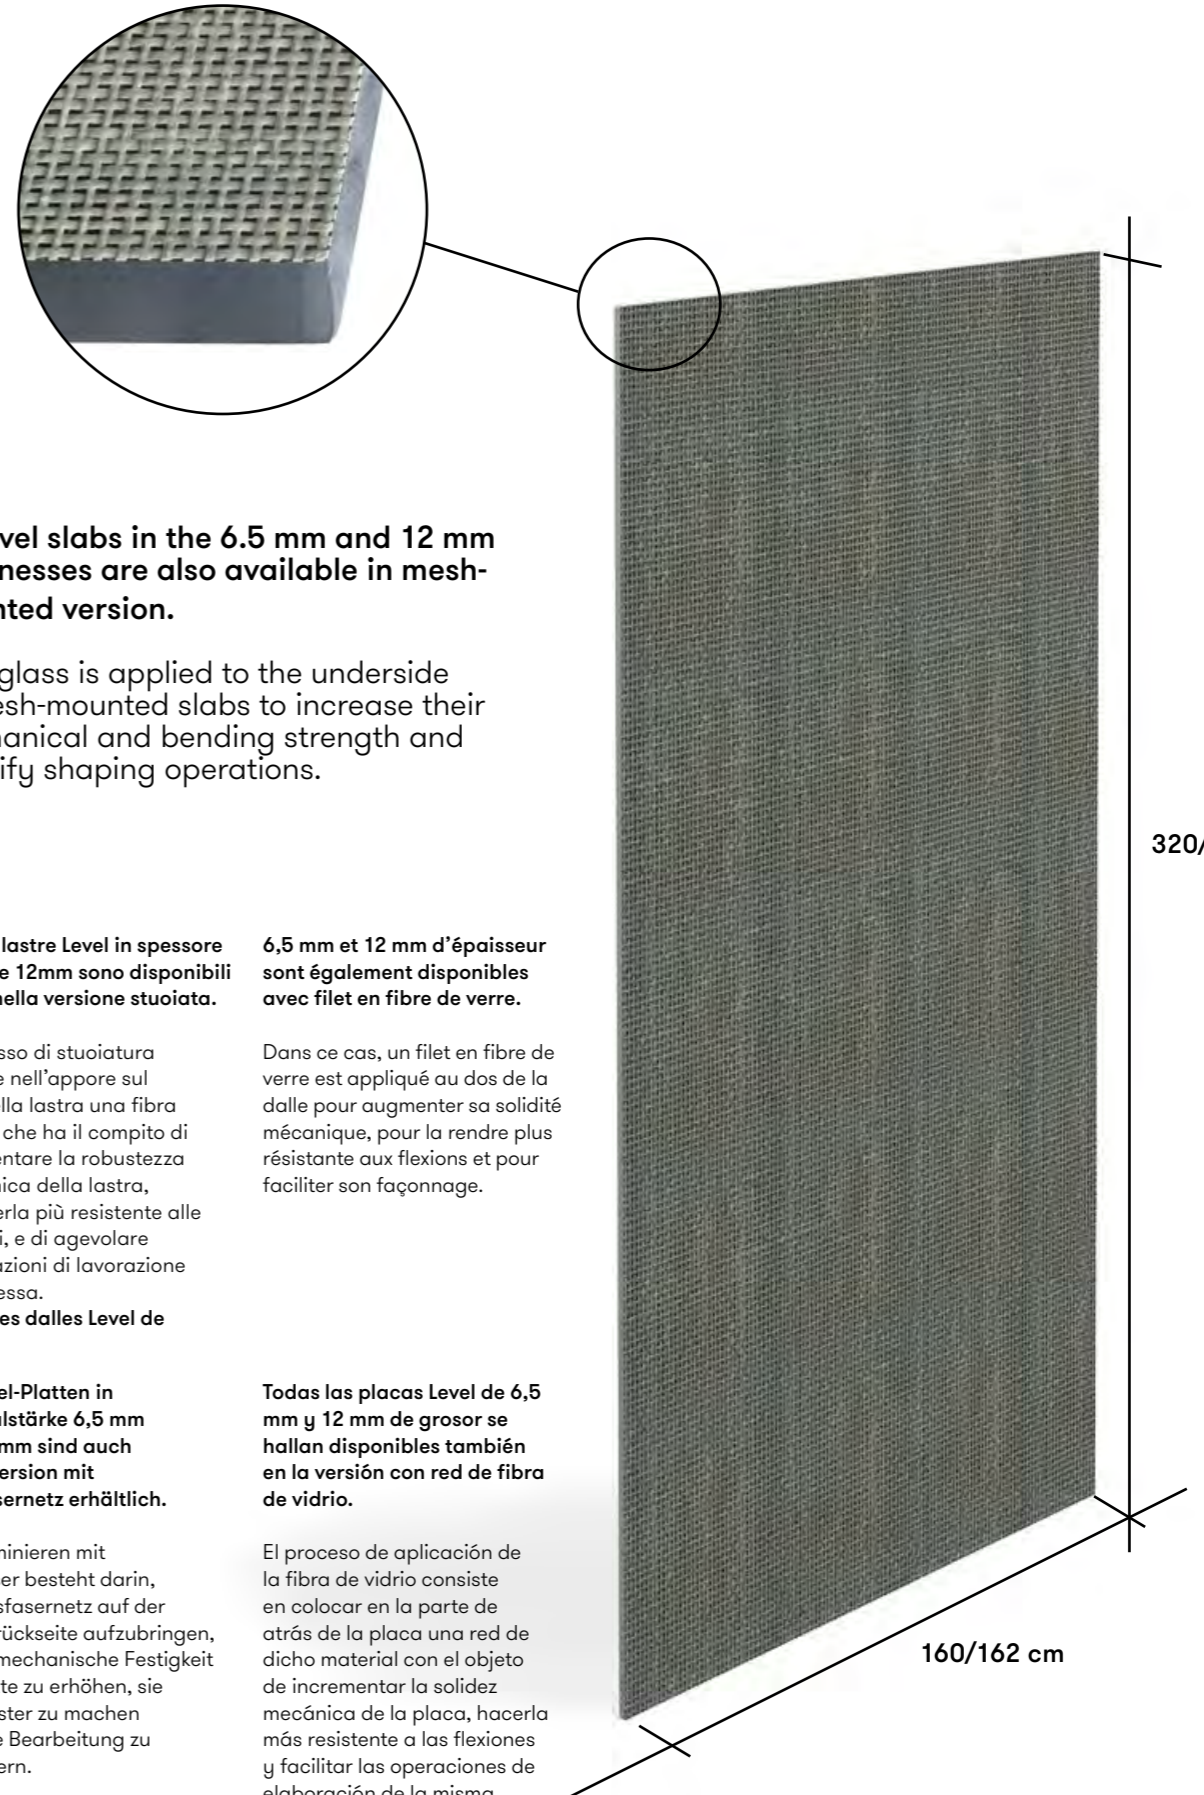 vel slabs in the 6.5 mm and 12 mm
nesses are also available in mesh-
nted version.
glass is applied to the underside
esh-mounted slabs to increase their
hanical and bending strength and
ify shaping operations.
lastre Level in spessore
e 12mm sono disponibili
nella versione stuoiata.
sso di stuoiatura
e nell'appore sul
ella lastra una fibra
che ha il compito di
entare la robustezza
nica della lastra,
erla più resistente alle
i, e di agevolare
azioni di lavorazione
essa.
es dalles Level de
6,5 mm et 12 mm d'épaisseur
sont également disponibles
avec filet en fibre de verre.
Dans ce cas, un filet en fibre de
verre est appliqué au dos de la
dalle pour augmenter sa solidité
mécanique, pour la rendre plus
résistante aux flexions et pour
faciliter son façonnage.
el-Platten in
alstärke 6,5 mm
mm sind auch
ersion mit
sernetz erhältlich.
minieren mit
er besteht darin,
sfasernetz auf der
rückseite aufzubringen,
mechanische Festigkeit
te zu erhöhen, sie
ster zu machen
e Bearbeitung zu
ern.
Todas las placas Level de 6,5
mm y 12 mm de grosor se
hallan disponibles también
en la versión con red de fibra
de vidrio.
El proceso de aplicación de
la fibra de vidrio consiste
en colocar en la parte de
atrás de la placa una red de
dicho material con el objeto
de incrementar la solidez
mecánica de la placa, hacerla
más resistente a las flexiones
y facilitar las operaciones de
elaboración de la misma
320/
160/162 cm